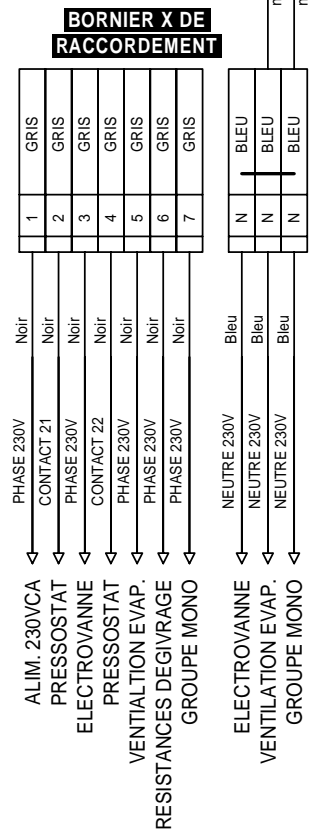 BORNIER X DE
RACCORDEMENT
GRIS
GRIS
GRIS
GRIS
GRIS
GRIS
GRIS
BLEU
BLEU
BLEU
1
2
3
4
5
6
7
N
N
N
Noir
Noir
Noir
Noir
Noir
Noir
Noir
Bleu
Bleu
Bleu
PHASE 230V
CONTACT 21
PHASE 230V
CONTACT 22
PHASE 230V
PHASE 230V
PHASE 230V
NEUTRE 230V
NEUTRE 230V
NEUTRE 230V
ALIM. 230VCA
PRESSOSTAT
ELECTROVANNE
PRESSOSTAT
VENTIALTION EVAP.
RESISTANCES DEGIVRAGE
GROUPE MONO
ELECTROVANNE
VENTILATION EVAP.
GROUPE MONO